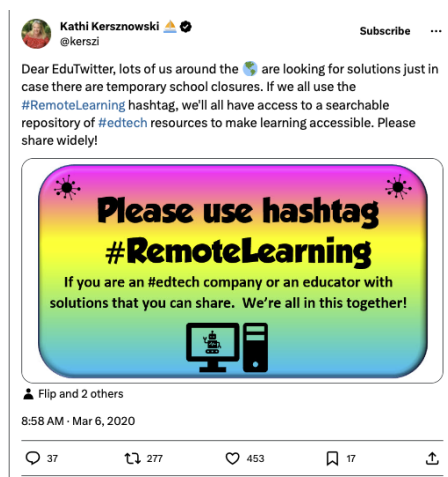 Kathi Kersznowski
@kerszi
Subscribe
Dear EduTwitter, lots of us around the 🌎 are looking for solutions just in
case there are temporary school closures. If we all use the
#RemoteLearning hashtag, we'll all have access to a searchable
repository of #edtech resources to make learning accessible. Please
share widely!
Please use hashtag
#RemoteLearning
If you are an #edtech company or an educator with
solutions that you can share. We're all in this together!
Flip and 2 others
8:58 AM · Mar 6, 2020
37 277 453 17